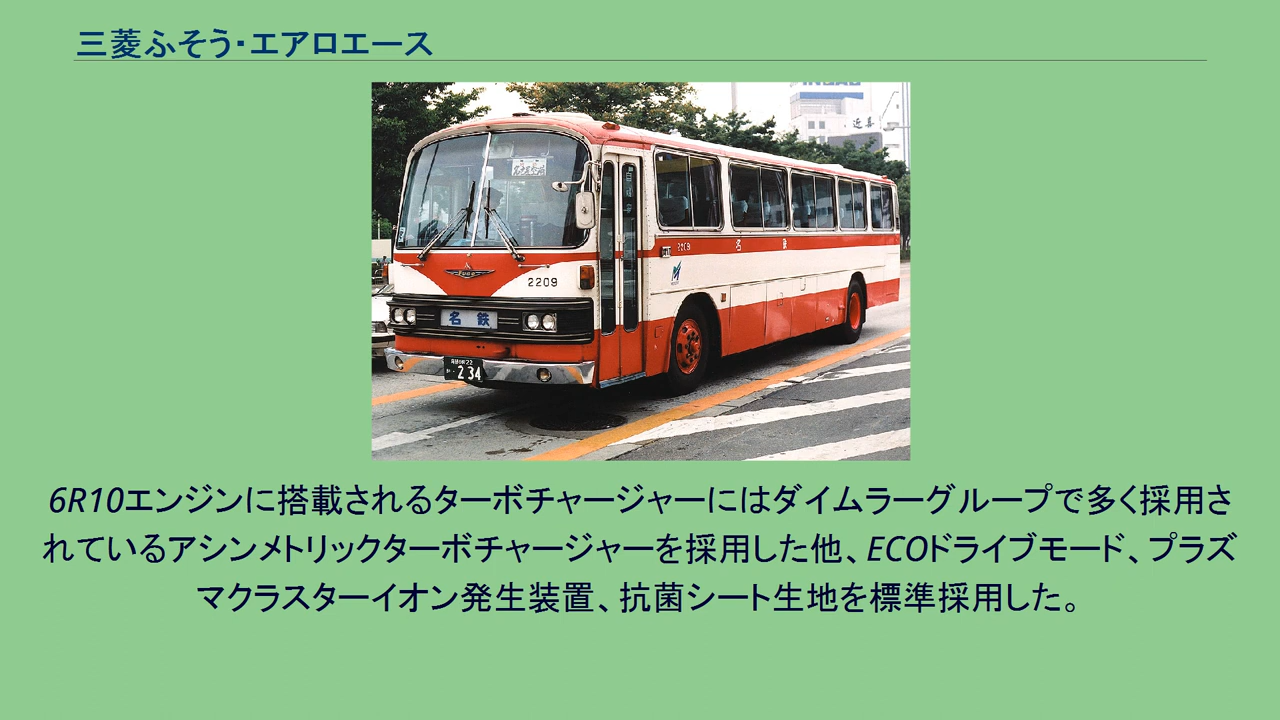 三菱ふそう・エアロエース
近鉄
2209
名鉄
2209
名鉄
22
234
6R10エンジンに搭載されるターボチャージャーにはダイムラーグループで多く採用さ
れているアシンメトリックターボチャージャーを採用した他、ECOドライブモード、プラズ
マクラスターイオン発生装置、抗菌シート生地を標準採用した。